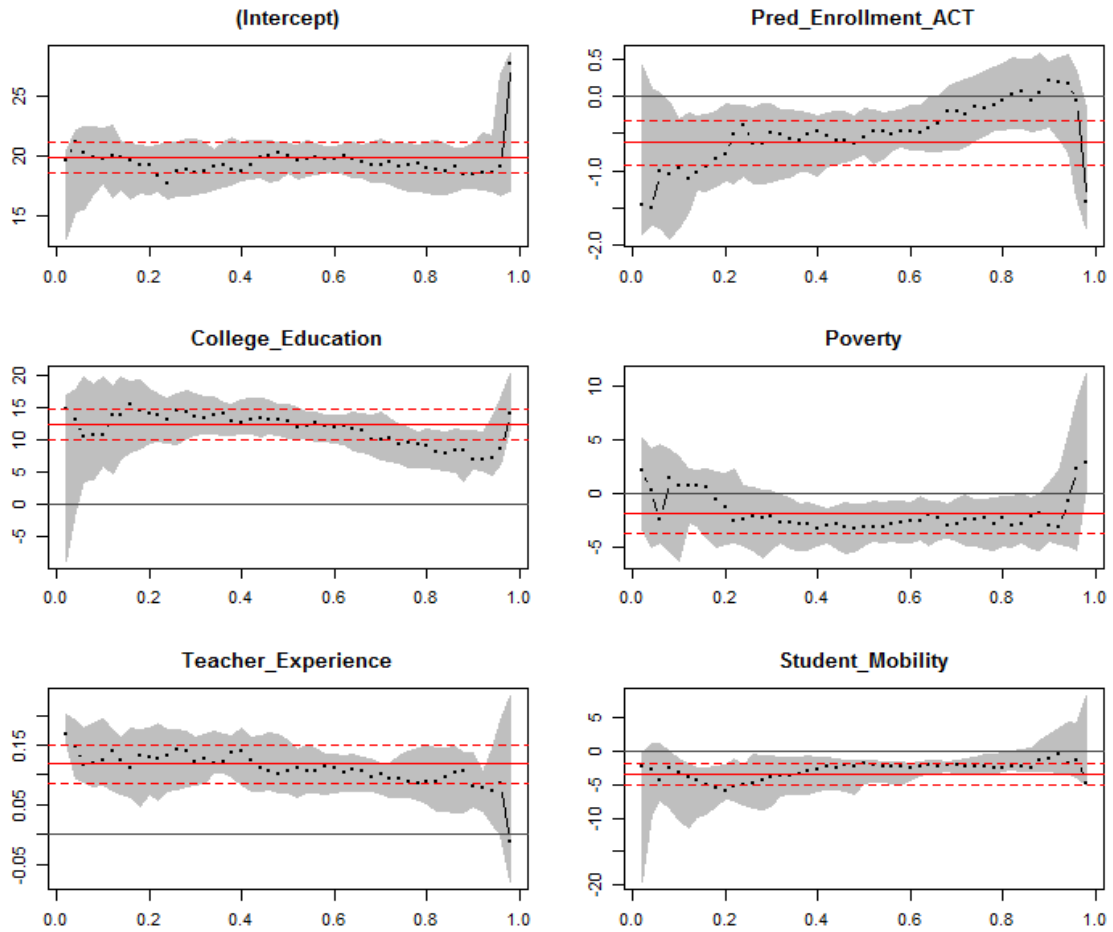 (Intercept)
25
20
15
0.0 0.2 0.4 0.6 0.8 1.0
Pred_Enrollment_ACT
0.5
0.0
-1.0
-2.0
0.0 0.2 0.4 0.6 0.8 1.0
College_Education
20
15
10
5
0
-5
0.0 0.2 0.4 0.6 0.8 1.0
Poverty
10
5
0
-5
0.0 0.2 0.4 0.6 0.8 1.0
Teacher_Experience
0.15
0.05
-0.05
0.0 0.2 0.4 0.6 0.8 1.0
Student_Mobility
5
0
-5
-10
-20
0.0 0.2 0.4 0.6 0.8 1.0